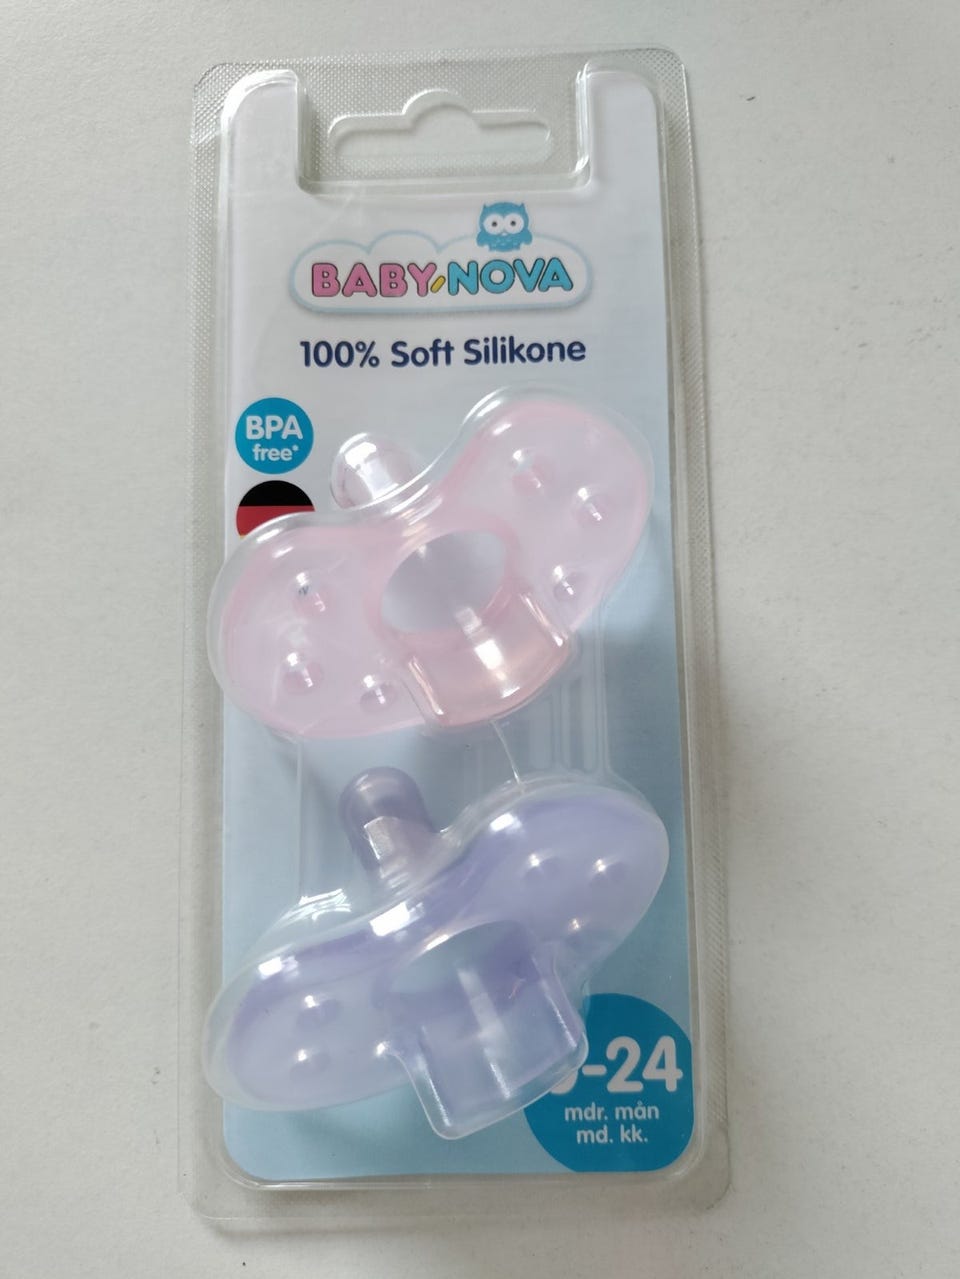 BABY NOVA
100% Soft Silikone
BPA
free*
-24
mdr. mån
md. kk.